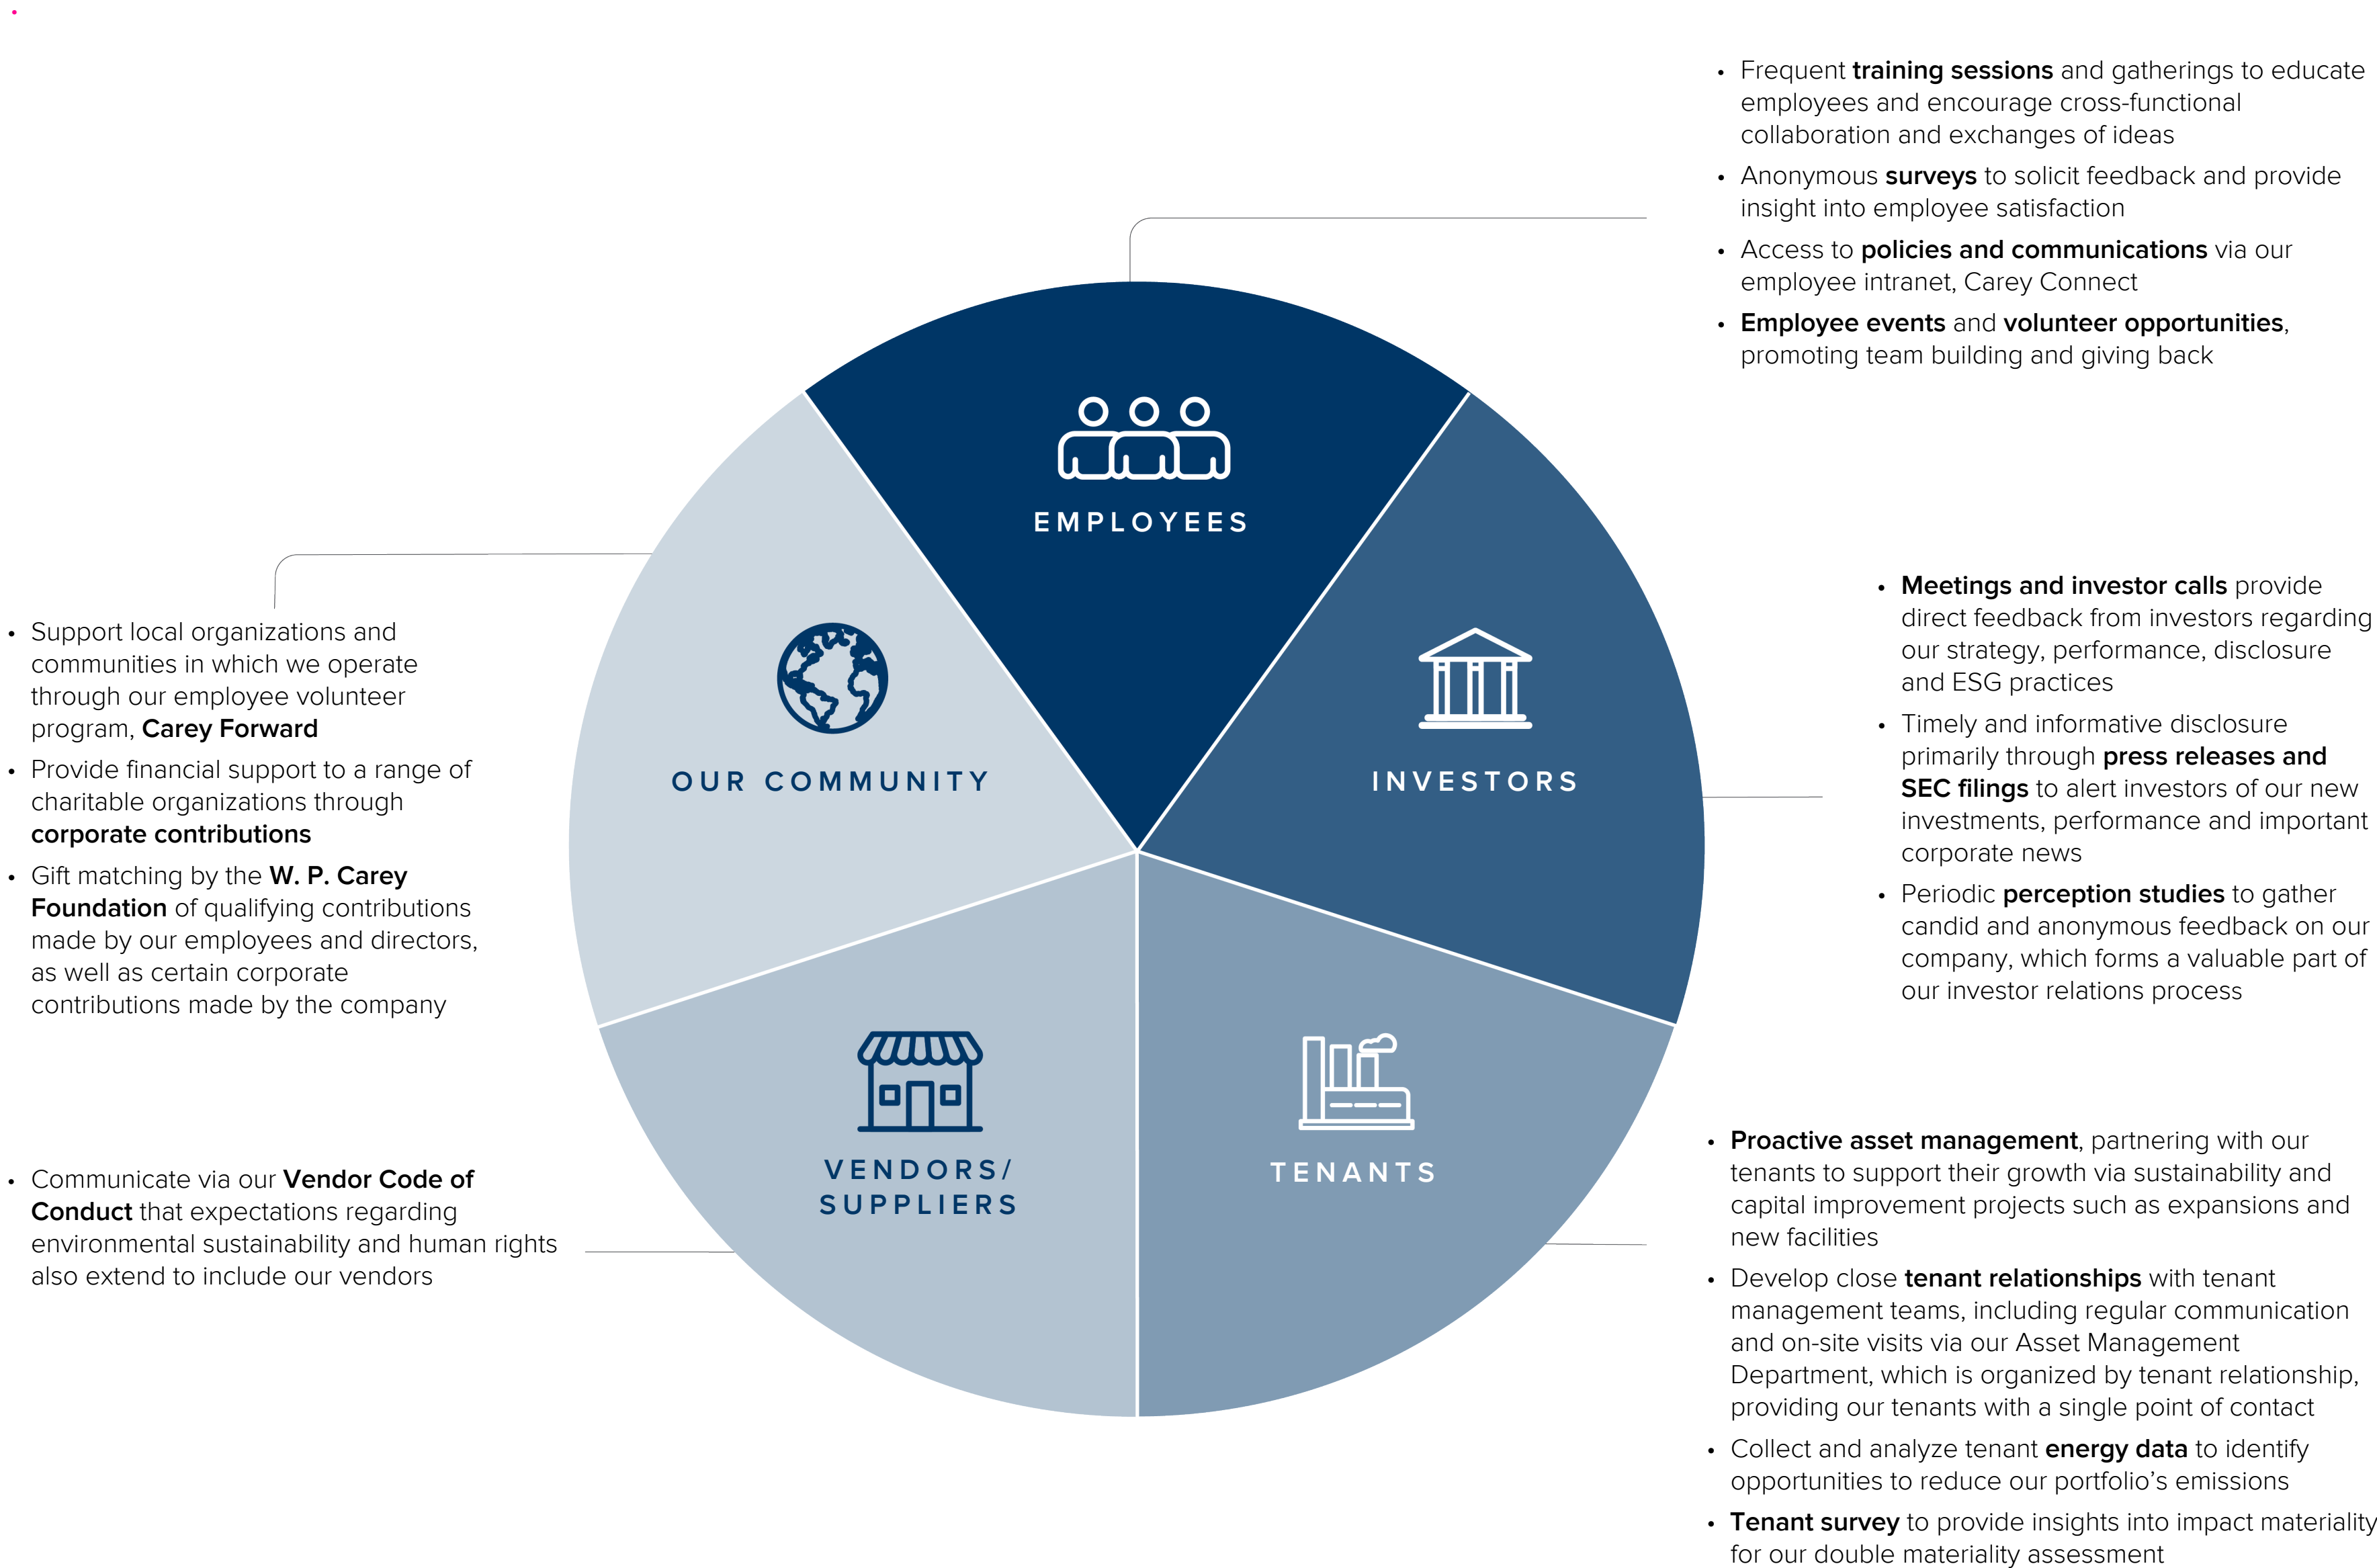 • Frequent training sessions and gatherings to educate
employees and encourage cross-functional
collaboration and exchanges of ideas
• Anonymous surveys to solicit feedback and provide
insight into employee satisfaction
• Access to policies and communications via our
employee intranet, Carey Connect
• Employee events and volunteer opportunities,
promoting team building and giving back
EMPLOYEES
INVESTORS
• Meetings and investor calls provide
direct feedback from investors regarding
our strategy, performance, disclosure
and ESG practices
• Timely and informative disclosure
primarily through press releases and
SEC filings to alert investors of our new
investments, performance and important
corporate news
• Periodic perception studies to gather
candid and anonymous feedback on our
company, which forms a valuable part of
our investor relations process
TENANTS
• Proactive asset management, partnering with our
tenants to support their growth via sustainability and
capital improvement projects such as expansions and
new facilities
• Develop close tenant relationships with tenant
management teams, including regular communication
and on-site visits via our Asset Management
Department, which is organized by tenant relationship,
providing our tenants with a single point of contact
• Collect and analyze tenant energy data to identify
opportunities to reduce our portfolio’s emissions
• Tenant survey to provide insights into impact materiality
for our double materiality assessment
VENDORS/
SUPPLIERS
• Communicate via our Vendor Code of
Conduct that expectations regarding
environmental sustainability and human rights
also extend to include our vendors
OUR COMMUNITY
• Support local organizations and
communities in which we operate
through our employee volunteer
program, Carey Forward
• Provide financial support to a range of
charitable organizations through
corporate contributions
• Gift matching by the W. P. Carey
Foundation of qualifying contributions
made by our employees and directors,
as well as certain corporate
contributions made by the company